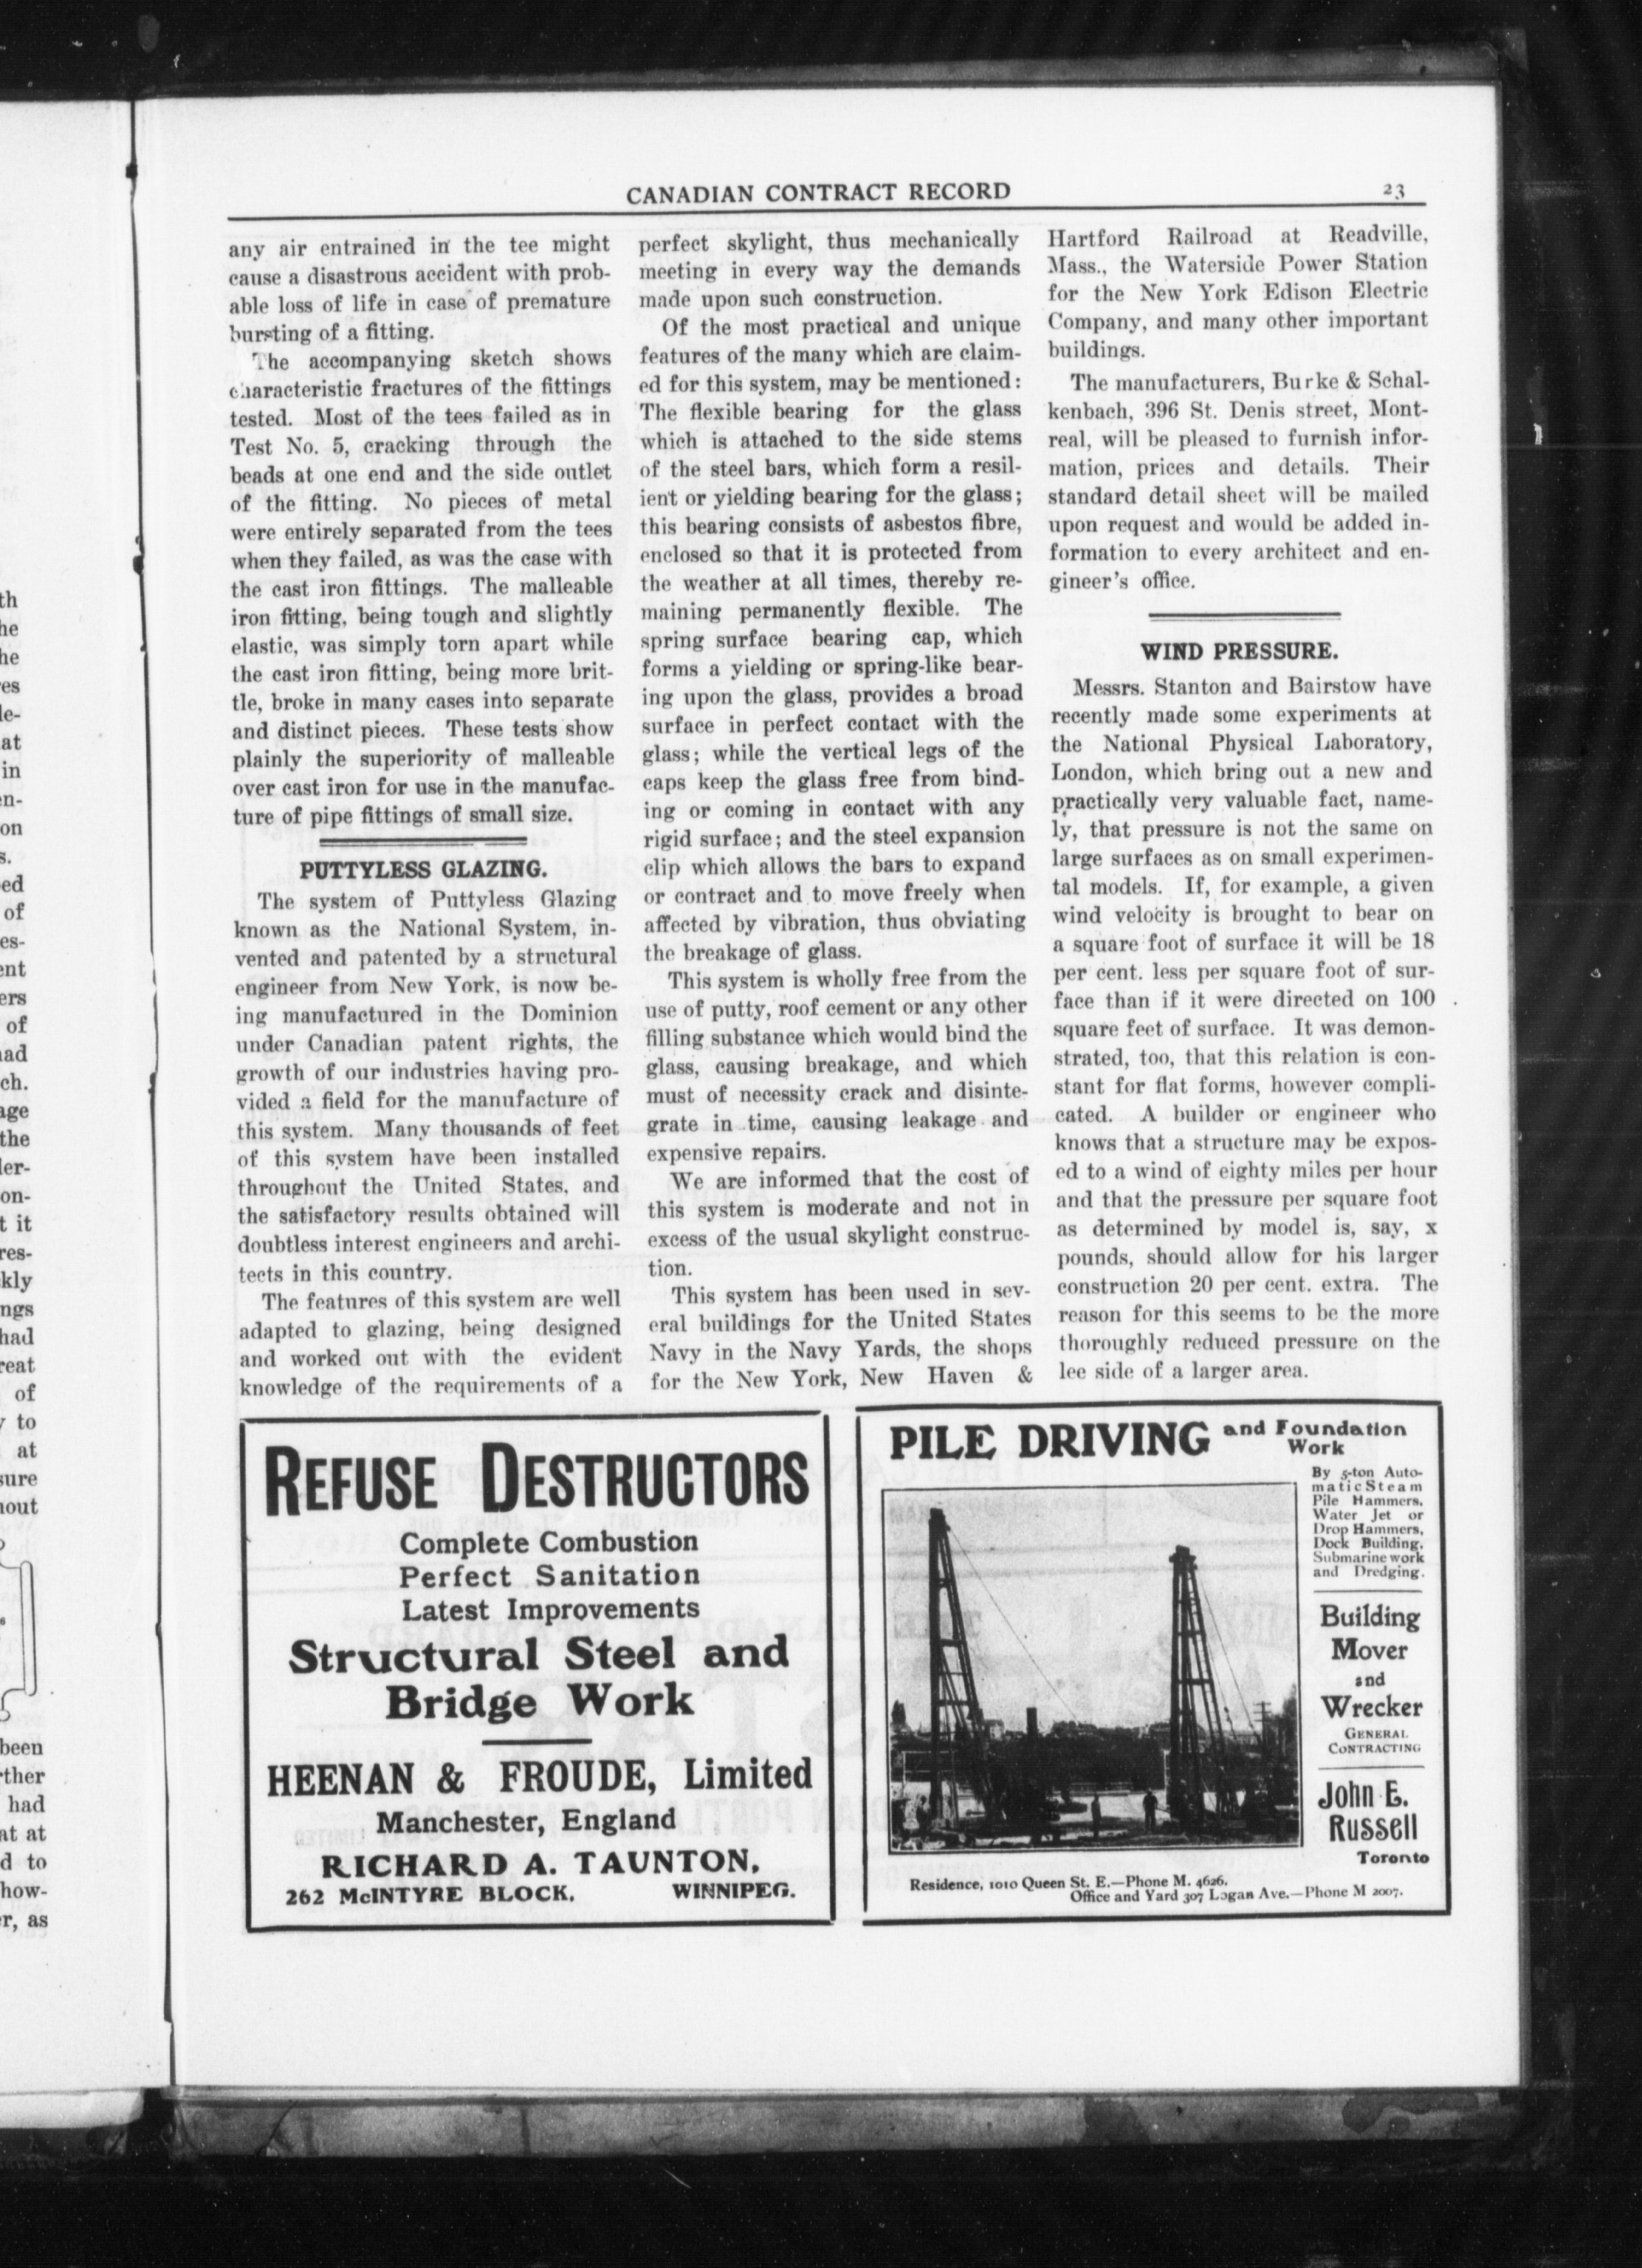 CANADIAN CONTRACT RECORD 23
any air entrained in the tee might
cause a disastrous accident with prob-
able loss of life in case of premature
bursting of a fitting.
The accompanying sketch shows
characteristic fractures of the fittings
tested. Most of the tees failed as in
Test No. 5, cracking through the
beads at one end and the side outlet
of the fitting. No pieces of metal
were entirely separated from the tees
when they failed, as was the case with
the cast iron fittings. The malleable
iron fitting, being tough and slightly
elastic, was simply torn apart while
the cast iron fitting, being more brit-
tle, broke in many cases into separate
and distinct pieces. These tests show
plainly the superiority of malleable
over cast iron for use in the manufac-
ture of pipe fittings of small size.
PUTTYLESS GLAZING.
The system of Puttyless Glazing
known as the National System, in-
vented and patented by a structural
engineer from New York, is now be-
ing manufactured in the Dominion
under Canadian patent rights, the
growth of our industries having pro-
vided a field for the manufacture of
this system. Many thousands of feet
of this system have been installed
throughout the United States, and
the satisfactory results obtained will
doubtless interest engineers and archi-
tects in this country.
The features of this system are well
adapted to glazing, being designed
and worked out with the evident
knowledge of the requirements of a
perfect skylight, thus mechanically
meeting in every way the demands
made upon such construction.
Of the most practical and unique
features of the many which are claim-
ed for this system, may be mentioned:
The flexible bearing for the glass
which is attached to the side stems
of the steel bars, which form a resil-
ient or yielding bearing for the glass;
this bearing consists of asbestos fibre,
enclosed so that it is protected from
the weather at all times, thereby re-
maining permanently flexible. The
spring surface bearing cap, which
forms a yielding or spring-like bear-
ing upon the glass, provides a broad
surface in perfect contact with the
glass; while the vertical legs of the
caps keep the glass free from bind-
ing or coming in contact with any
rigid surface; and the steel expansion
clip which allows the bars to expand
or contract and to move freely when
affected by vibration, thus obviating
the breakage of glass.
This system is wholly free from the
use of putty, roof cement or any other
filling substance which would bind the
glass, causing breakage, and which
must of necessity crack and disinte-
grate in time, causing leakage and
expensive repairs.
We are informed that the cost of
this system is moderate and not in
excess of the usual skylight construc-
tion.
This system has been used in sev-
eral buildings for the United States
Navy in the Navy Yards, the shops
for the New York, New Haven &
Hartford Railroad at Readville,
Mass., the Waterside Power Station
for the New York Edison Electric
Company, and many other important
buildings.
The manufacturers, Burke & Schal-
kenbach, 396 St. Denis street, Mont-
real, will be pleased to furnish infor-
mation, prices and details. Their
standard detail sheet will be mailed
upon request and would be added in-
formation to every architect and en-
gineer's office.
WIND PRESSURE.
Messrs. Stanton and Bairstow have
recently made some experiments at
the National Physical Laboratory,
London, which bring out a new and
practically very valuable fact, name-
ly, that pressure is not the same on
large surfaces as on small experimen-
tal models. If, for example, a given
wind velocity is brought to bear on
a square foot of surface it will be 18
per cent. less per square foot of sur-
face than if it were directed on 100
square feet of surface. It was demon-
strated, too, that this relation is con-
stant for flat forms, however compli-
cated. A builder or engineer who
knows that a structure may be expos-
ed to a wind of eighty miles per hour
and that the pressure per square foot
as determined by model is, say, x
pounds, should allow for his larger
construction 20 per cent. extra. The
reason for this seems to be the more
thoroughly reduced pressure on the
lee side of a larger area.
REFUSE DESTRUCTORS
Complete Combustion
Perfect Sanitation
Latest Improvements
Structural Steel and
Bridge Work
HEENAN & FROUDE, Limited
Manchester, England
RICHARD A. TAUNTON,
262 McINTYRE BLOCK, WINNIPEG.
PILE DRIVING and Foundation
Work
By 5-ton Auto-
matic Steam
Pile Hammers,
Water Jet or
Drop Hammers,
Dock Building,
Submarine work
and Dredging.
Building
Mover
and
Wrecker
GENERAL
CONTRACTING
John E.
Russell
Toronto
Residence, 1010 Queen St. E.—Phone M. 4626.
Office and Yard 307 Logan Ave.—Phone M 2007.